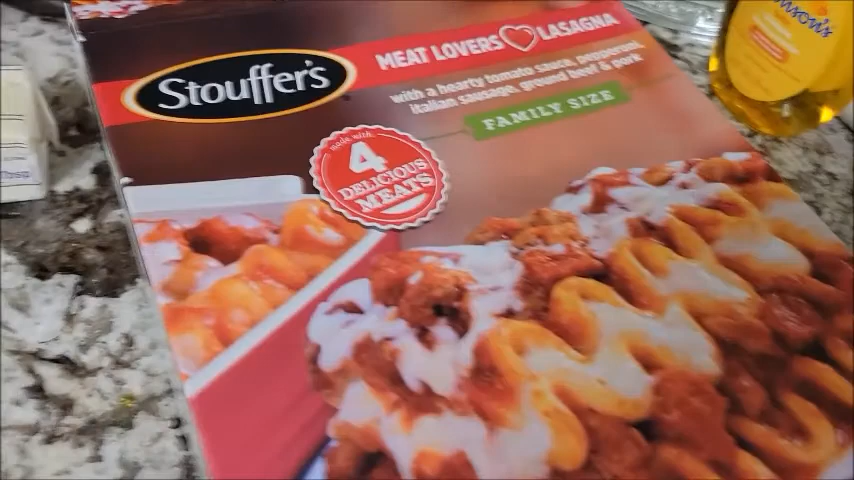 Stouffer's
MEAT LOVERS LASAGNA
with a hearty tomato sauce, pepperoni,
italian sausage, ground beef & pork
FAMILY SIZE
made with
4
DELICIOUS
MEATS
Tbsp